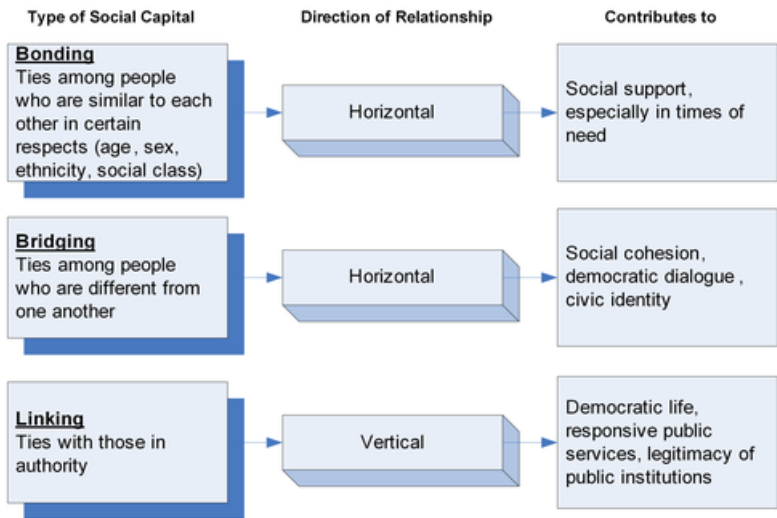 Type of Social Capital
Direction of Relationship
Contributes to
Bonding
Ties among people
who are similar to each
other in certain
respects (age, sex,
ethnicity, social class)
Horizontal
Social support,
especially in times of
need
Bridging
Ties among people
who are different from
one another
Horizontal
Social cohesion,
democratic dialogue,
civic identity
Linking
Ties with those in
authority
Vertical
Democratic life,
responsive public
services, legitimacy of
public institutions